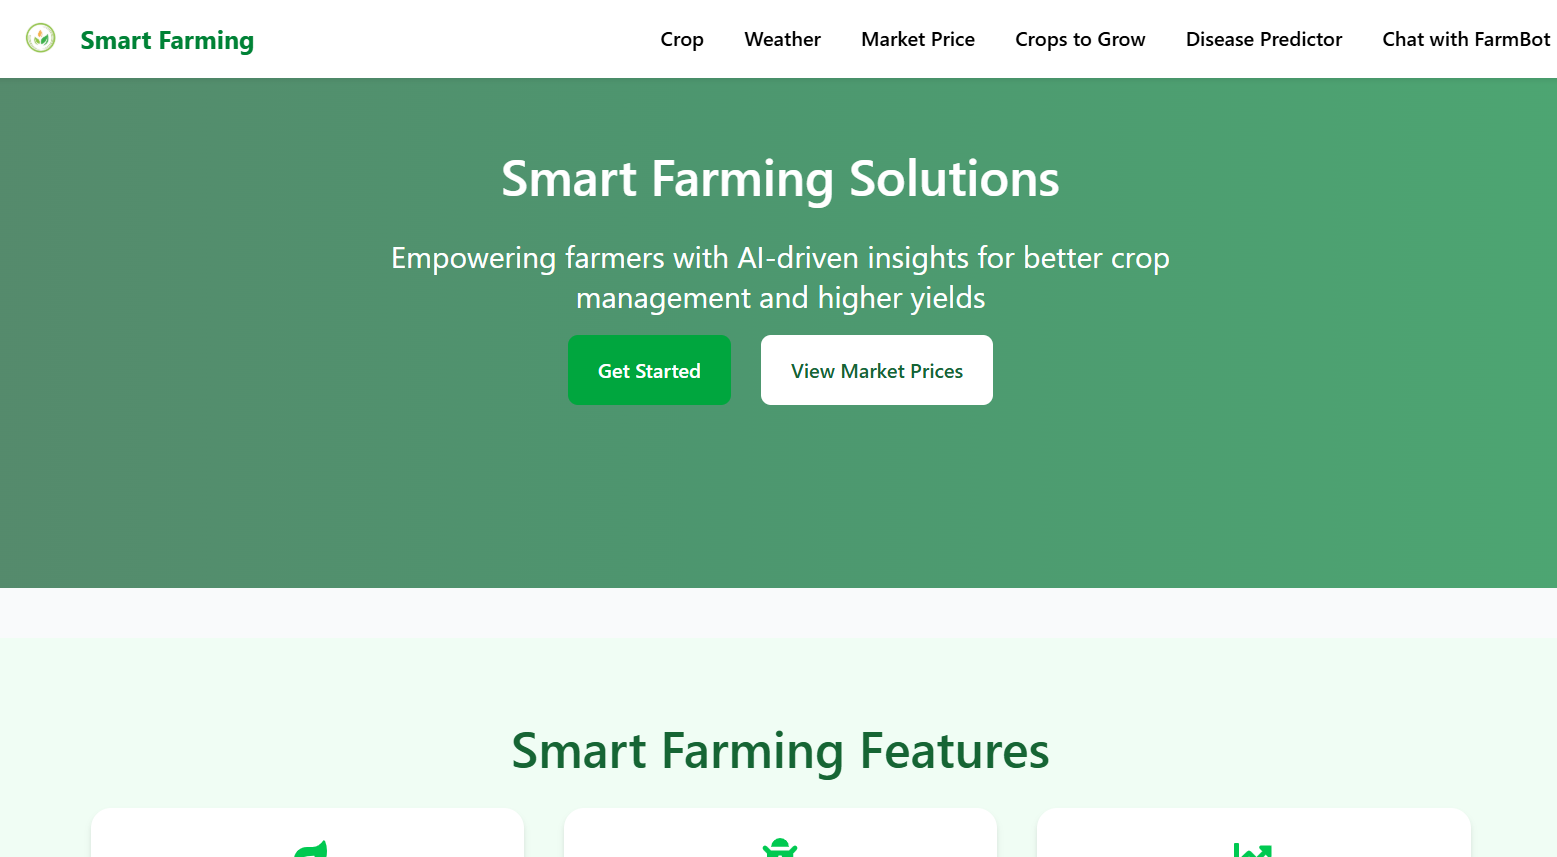 Smart Farming
Crop
Weather
Market Price
Crops to Grow
Disease Predictor
Chat with FarmBot
Smart Farming Solutions
Empowering farmers with AI-driven insights for better crop
management and higher yields
Get Started
View Market Prices
Smart Farming Features